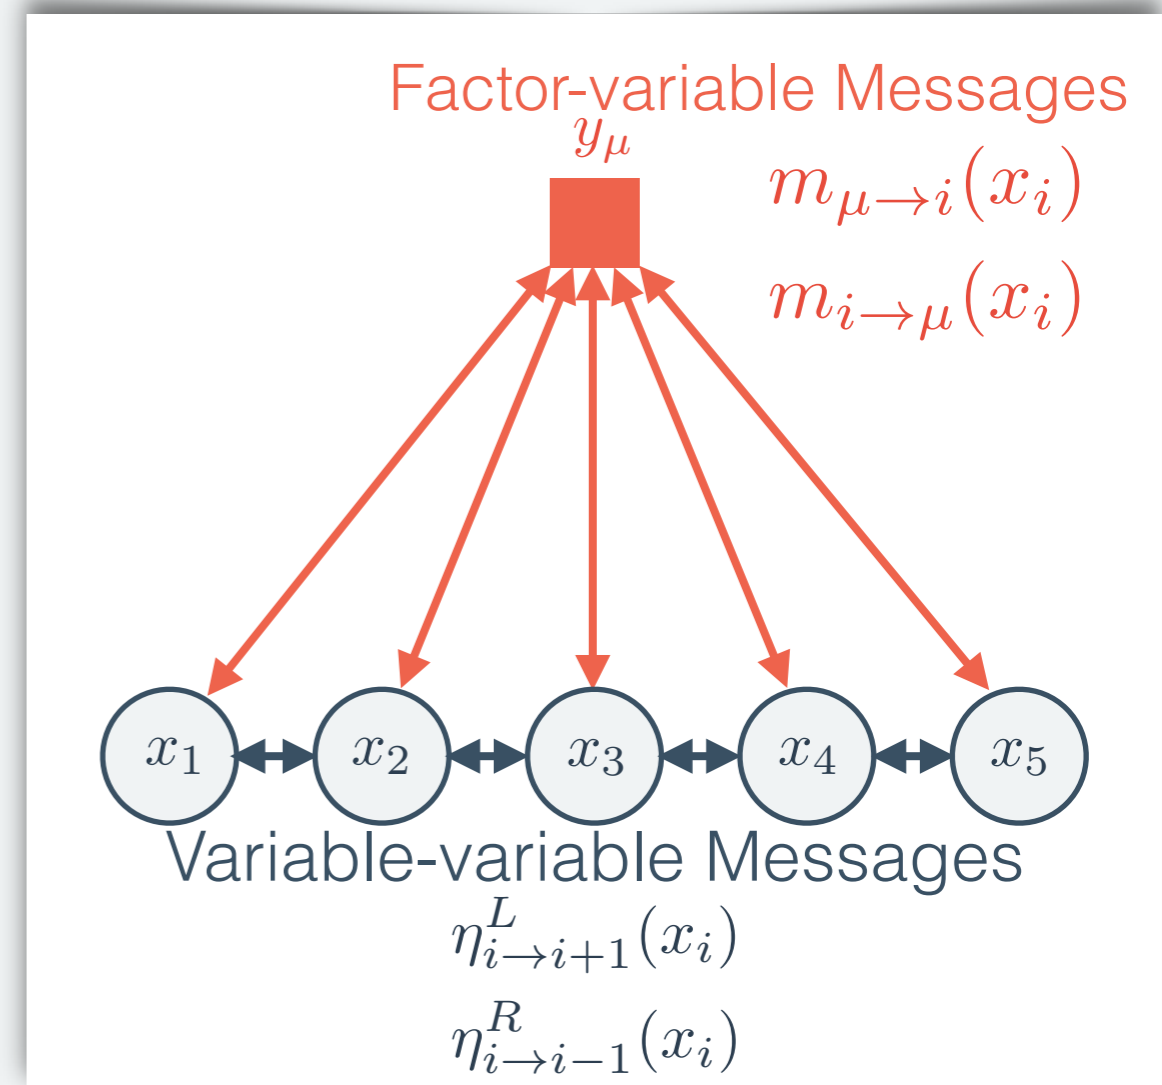 Factor-variable Messages
y_μ
m_{μ→i}(x_i)
m_{i→μ}(x_i)
x_1 x_2 x_3 x_4 x_5
Variable-variable Messages
η^L_{i→i+1}(x_i)
η^R_{i→i−1}(x_i)